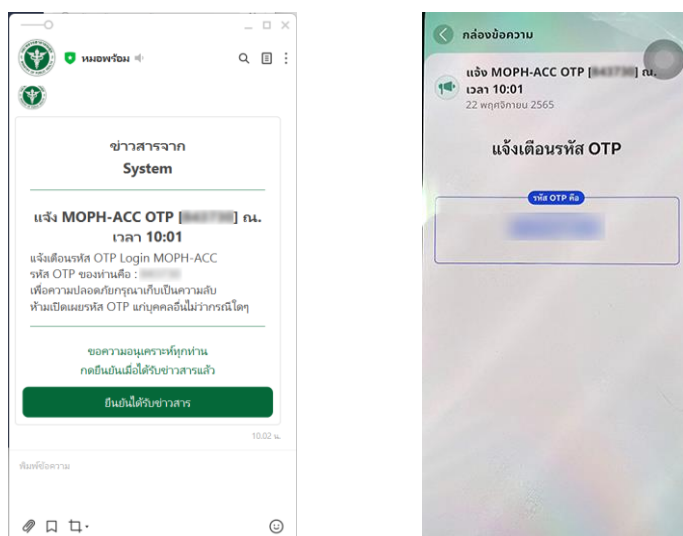 หมอพร้อม
ข่าวสารจาก
System
แจ้ง MOPH-ACC OTP [ ] ณ.
เวลา 10:01
แจ้งเตือนรหัส OTP Login MOPH-ACC
รหัส OTP ของท่านคือ :
เพื่อความปลอดภัยกรุณาเก็บเป็นความลับ
ห้ามเปิดเผยรหัส OTP แก่บุคคลอื่นไม่ว่ากรณีใดๆ
ขอความอนุเคราะห์ทุกท่าน
กดยืนยันเมื่อได้รับข่าวสารแล้ว
ยืนยันได้รับข่าวสาร
10.02 น.
พิมพ์ข้อความ
กล่องข้อความ
แจ้ง MOPH-ACC OTP [ ] ณ.
เวลา 10:01
22 พฤศจิกายน 2565
แจ้งเตือนรหัส OTP
รหัส OTP คือ